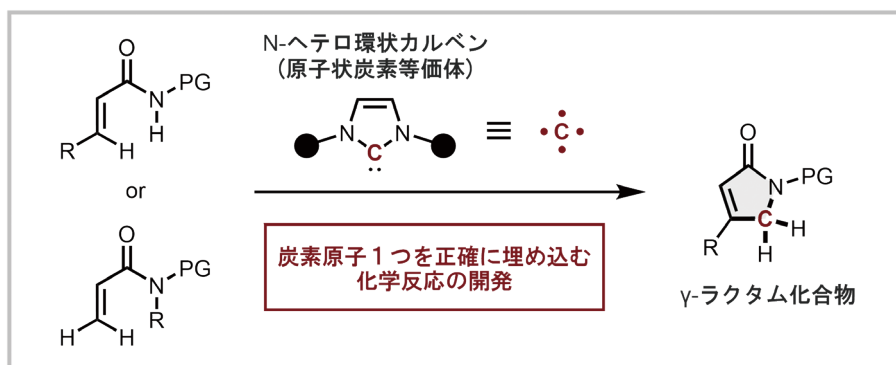 O
PG
N
H
R
H
or
O
PG
N
H
H
R
N-ヘテロ環状カルベン
(原子状炭素等価体)
N
N
C
≡
C
炭素原子1つを正確に埋め込む
化学反応の開発
O
N
PG
C
H
R
H
γ-ラクタム化合物